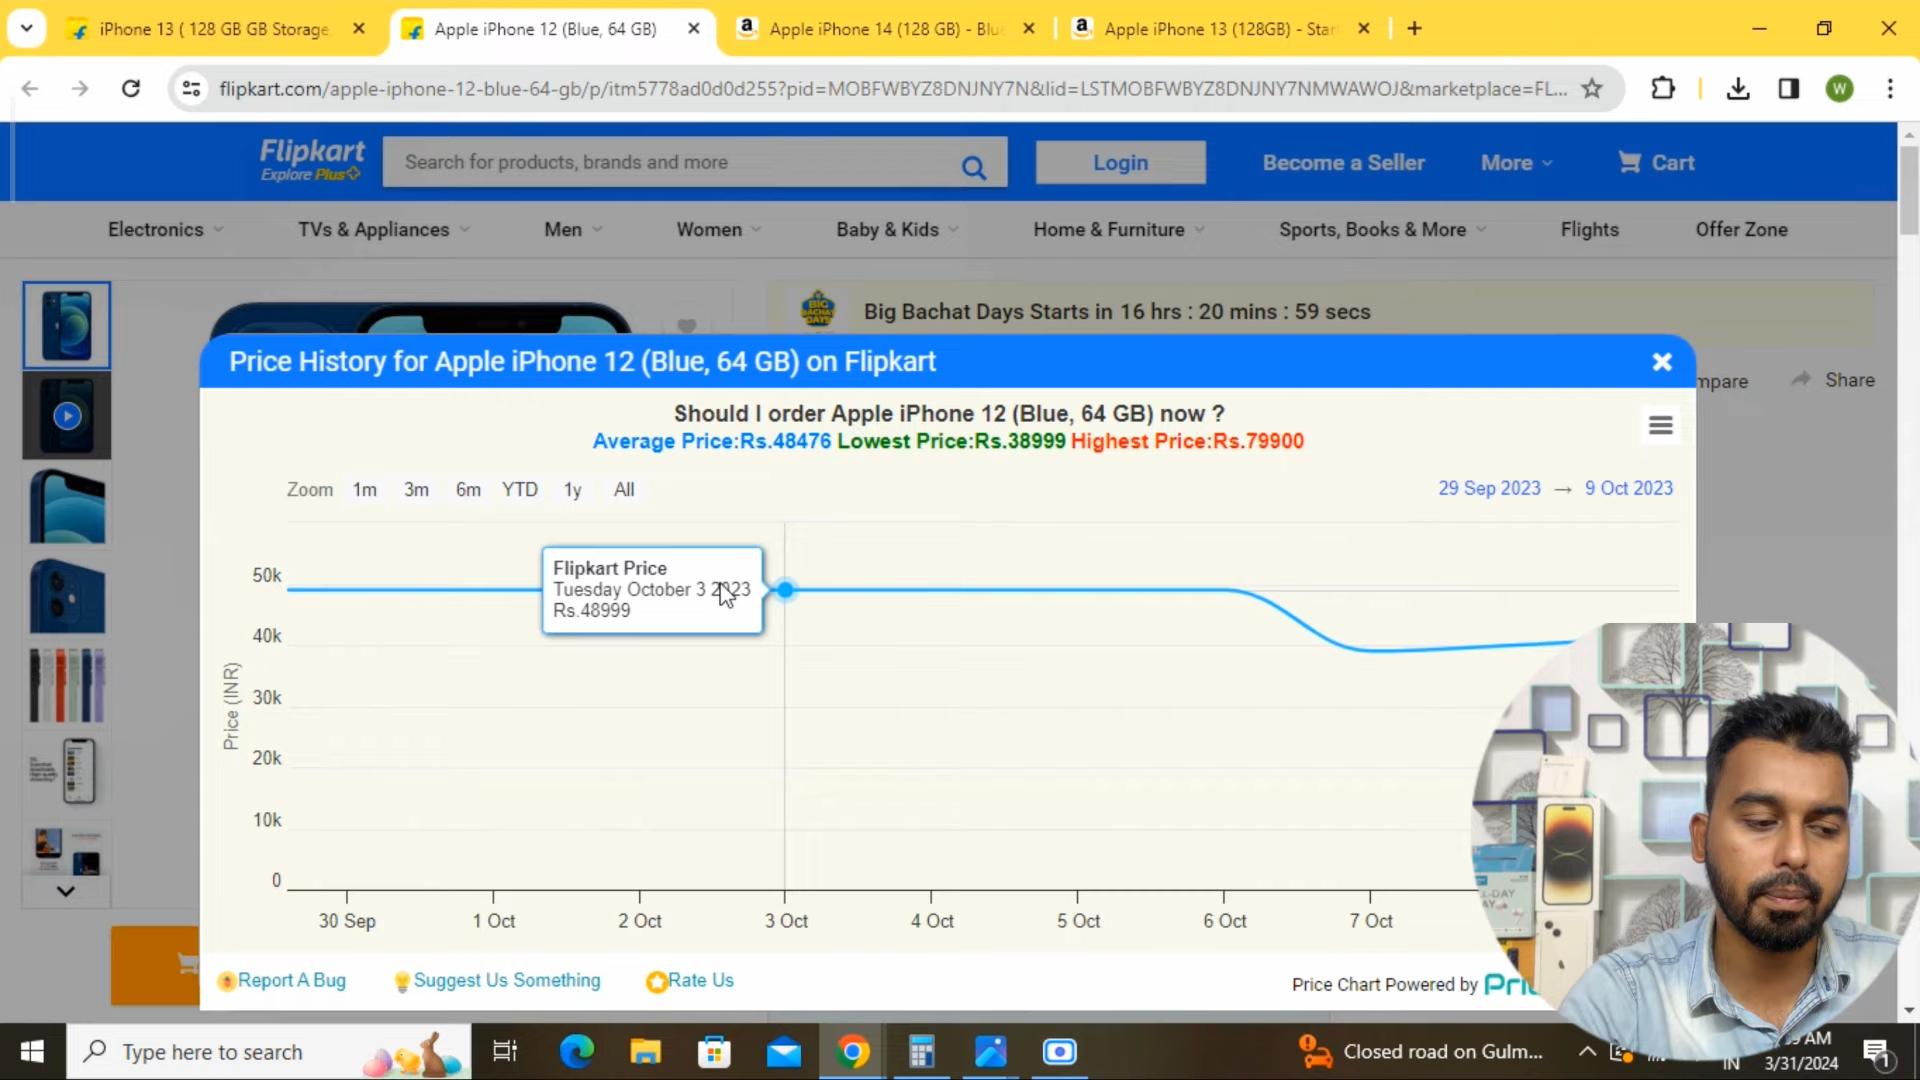 iPhone 13 ( 128 GB GB Storage,
Apple iPhone 12 (Blue, 64 GB)
Apple iPhone 14 (128 GB) - Blu
Apple iPhone 13 (128GB) - Star
flipkart.com/apple-iphone-12-blue-64-gb/p/itm5778ad0d0d255?pid=MOBFWBYZ8DNJNY7N&lid=LSTMOBFWBYZ8DNJNY7NMWAWOJ&marketplace=FL...
W
Flipkart
Explore Plus
Search for products, brands and more
Login
Become a Seller
More
Cart
Electronics
TVs & Appliances
Men
Women
Baby & Kids
Home & Furniture
Sports, Books & More
Flights
Offer Zone
BIG
BACHAT
DAYS
Big Bachat Days Starts in 16 hrs : 20 mins : 59 secs
Price History for Apple iPhone 12 (Blue, 64 GB) on Flipkart
mpare
Share
Should I order Apple iPhone 12 (Blue, 64 GB) now ?
Average Price:Rs.48476 Lowest Price:Rs.38999 Highest Price:Rs.79900
Zoom 1m 3m 6m YTD 1y All
29 Sep 2023 → 9 Oct 2023
Flipkart Price
Tuesday October 3 2023
Rs.48999
50k
40k
30k
20k
10k
0
Price (INR)
30 Sep
1 Oct
2 Oct
3 Oct
4 Oct
5 Oct
6 Oct
7 Oct
Report A Bug
Suggest Us Something
Rate Us
Price Chart Powered by Pri
Type here to search
Closed road on Gulm...
AM
IN
3/31/2024
1